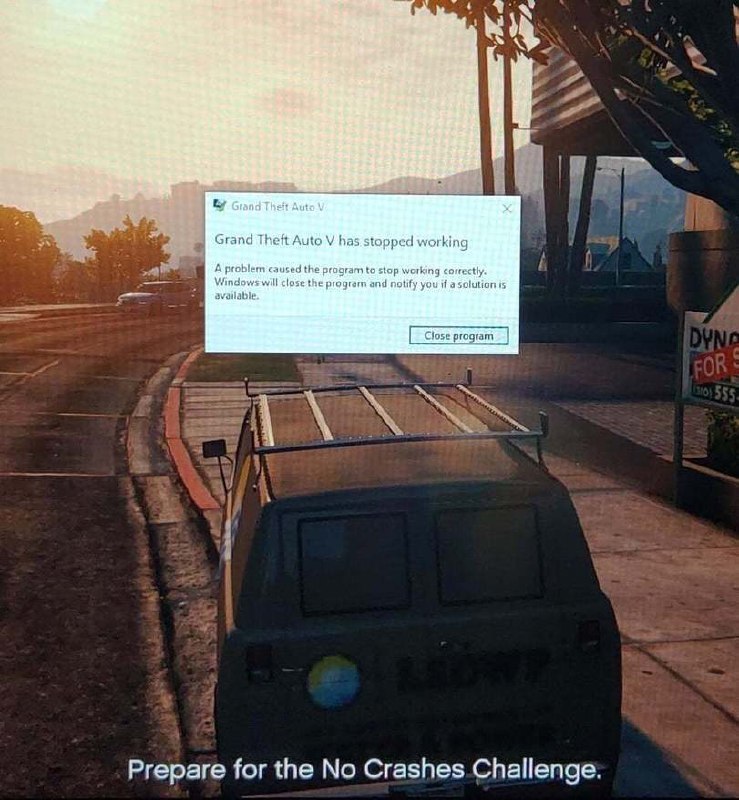 Grand Theft Auto V
Grand Theft Auto V has stopped working
A problem caused the program to stop working correctly.
Windows will close the program and notify you if a solution is
available.
Close program
DYN
FOR S
555-
Prepare for the No Crashes Challenge.